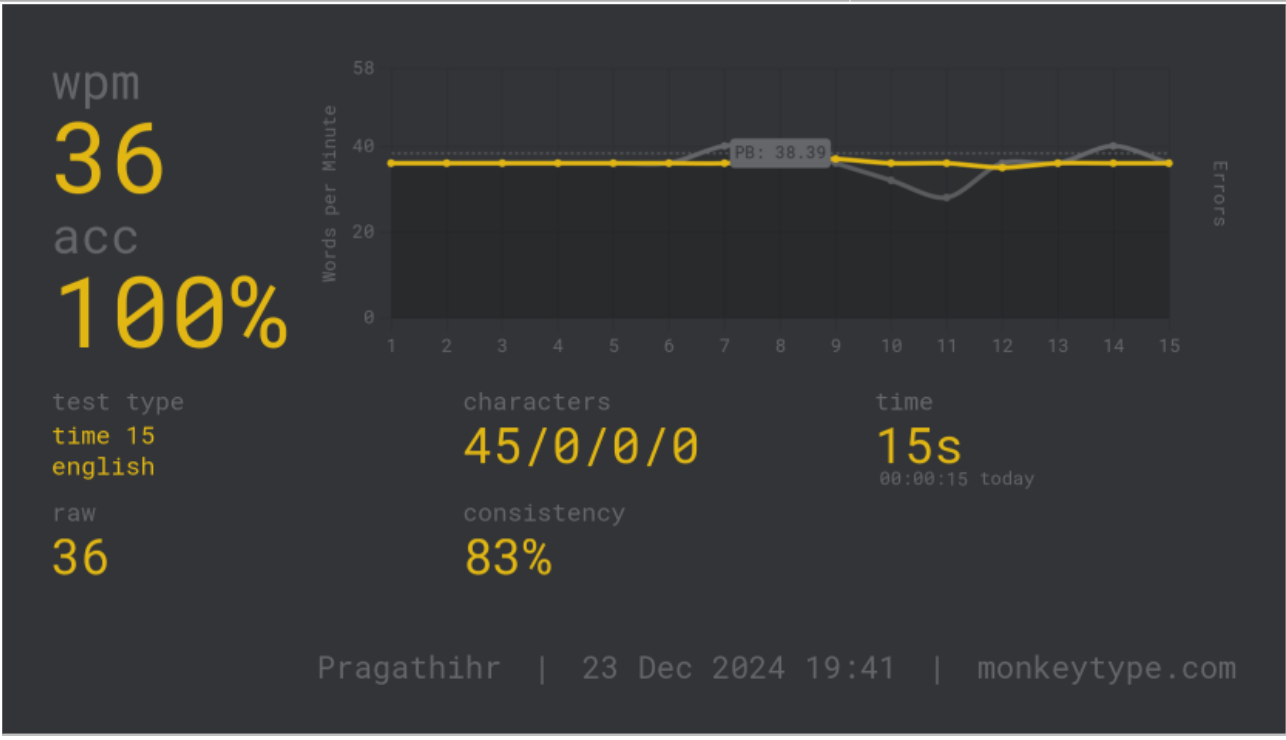 wpm
36
acc
100%
Words per Minute
58
40
20
0
PB: 38.39
Errors
1 2 3 4 5 6 7 8 9 10 11 12 13 14 15
test type
time 15
english
characters
45/0/0/0
time
15s
00:00:15 today
raw
36
consistency
83%
Pragathihr | 23 Dec 2024 19:41 | monkeytype.com